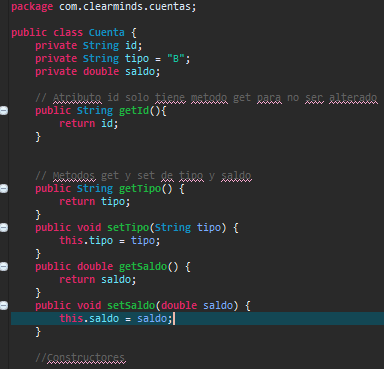 package com.clearminds.cuentas;
public class Cuenta {
private String id;
private String tipo = "B";
private double saldo;
// Atributo id solo tiene metodo get para no ser alterado
public String getId(){
return id;
}
// Metodos get y set de tipo y saldo
public String getTipo() {
return tipo;
}
public void setTipo(String tipo) {
this.tipo = tipo;
}
public double getSaldo() {
return saldo;
}
public void setSaldo(double saldo) {
this.saldo = saldo;
}
//Constructores